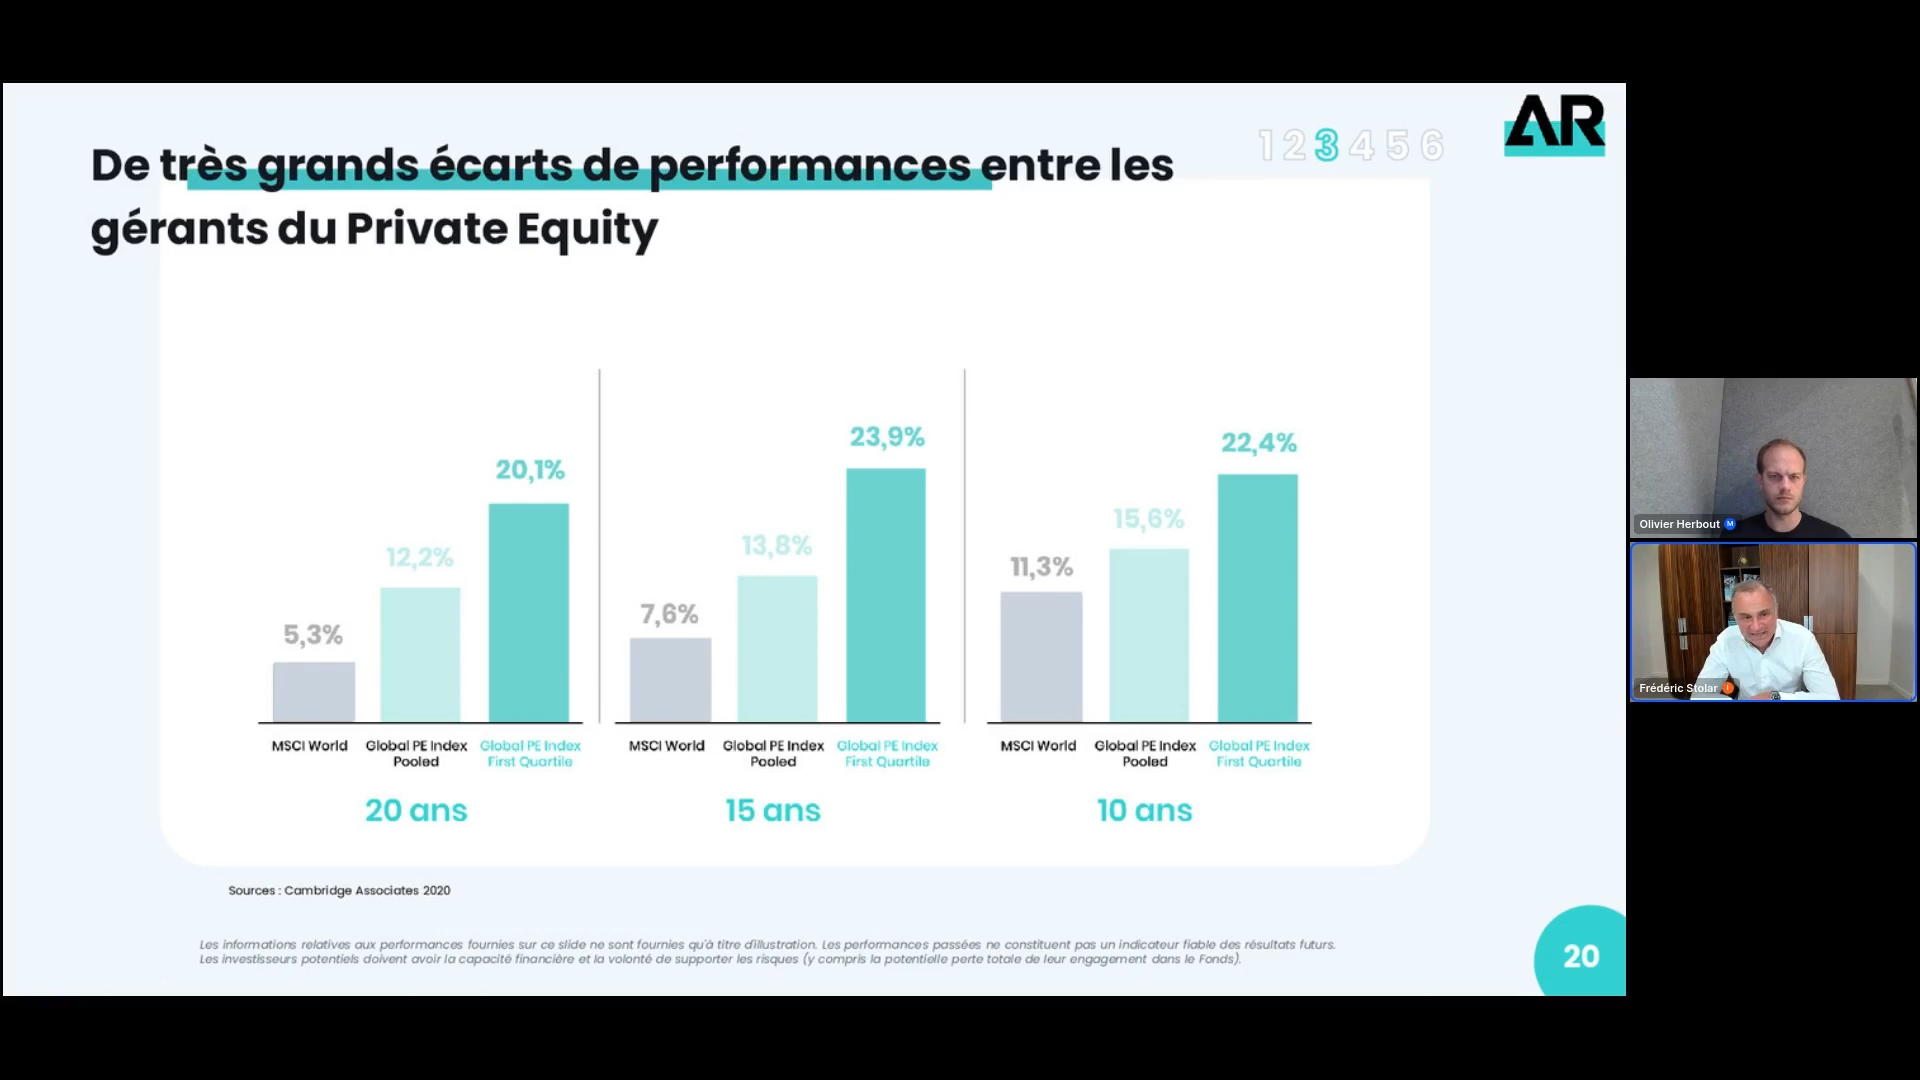 De très grands écarts de performances entre les
gérants du Private Equity
1 2 3 4 5 6
AR
5,3%
12,2%
20,1%
MSCI World
Global PE Index
Pooled
Global PE Index
First Quartile
20 ans
7,6%
13,8%
23,9%
MSCI World
Global PE Index
Pooled
Global PE Index
First Quartile
15 ans
11,3%
15,6%
22,4%
MSCI World
Global PE Index
Pooled
Global PE Index
First Quartile
10 ans
Sources : Cambridge Associates 2020
Les informations relatives aux performances fournies sur ce slide ne sont fournies qu'à titre d'illustration. Les performances passées ne constituent pas un indicateur fiable des résultats futurs.
Les investisseurs potentiels doivent avoir la capacité financière et la volonté de supporter les risques (y compris la potentielle perte totale de leur engagement dans le Fonds).
20
Olivier Herbout M
Frédéric Stolar I